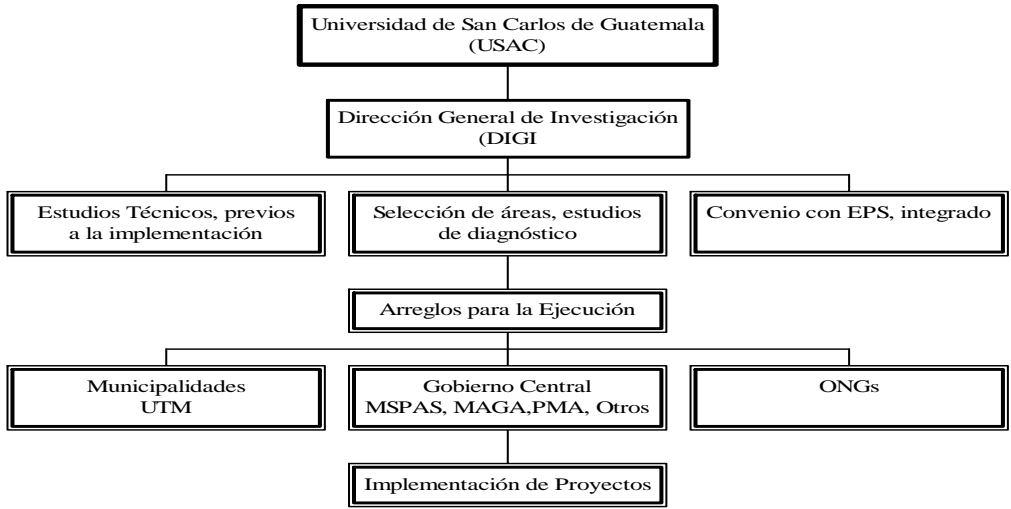 Universidad de San Carlos de Guatemala
(USAC)
Dirección General de Investigación
(DIGI
Estudios Técnicos, previos
a la implementación
Selección de áreas, estudios
de diagnóstico
Convenio con EPS, integrado
Arreglos para la Ejecución
Municipalidades
UTM
Gobierno Central
MSPAS, MAGA,PMA, Otros
ONGs
Implementación de Proyectos